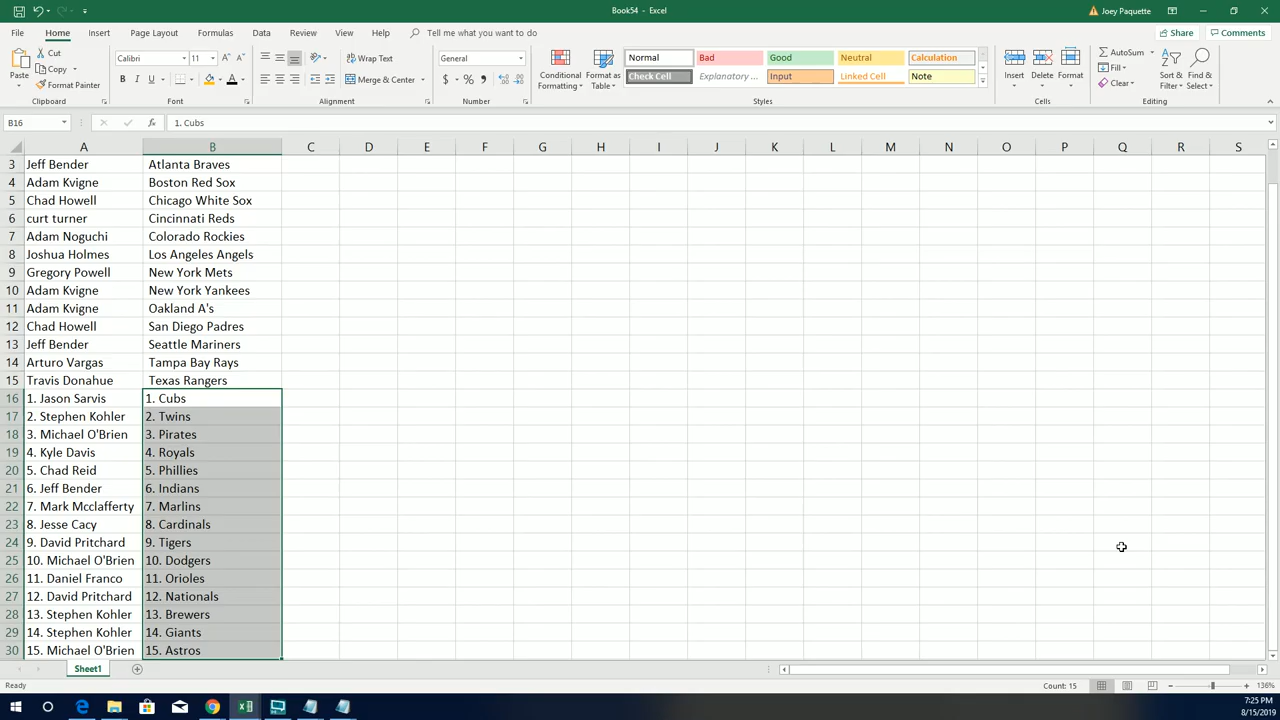 Book54 - Excel
Joey Paquette
File Home Insert Page Layout Formulas Data Review View Help Tell me what you want to do
Share Comments
Paste Cut Copy Format Painter
Calibri 11
B I U A
Wrap Text
Merge & Center
General
$ % ,
Conditional Formatting Format as Table
Normal Bad Good Neutral Calculation
Check Cell Explanatory ... Input Linked Cell Note
Insert Delete Format
AutoSum Fill Clear
Sort & Filter Find & Select
Clipboard Font Alignment Number Styles Cells Editing
B16 fx 1. Cubs
A B C D E F G H I J K L M N O P Q R S
3 Jeff Bender Atlanta Braves
4 Adam Kvigne Boston Red Sox
5 Chad Howell Chicago White Sox
6 curt turner Cincinnati Reds
7 Adam Noguchi Colorado Rockies
8 Joshua Holmes Los Angeles Angels
9 Gregory Powell New York Mets
10 Adam Kvigne New York Yankees
11 Adam Kvigne Oakland A's
12 Chad Howell San Diego Padres
13 Jeff Bender Seattle Mariners
14 Arturo Vargas Tampa Bay Rays
15 Travis Donahue Texas Rangers
16 1. Jason Sarvis 1. Cubs
17 2. Stephen Kohler 2. Twins
18 3. Michael O'Brien 3. Pirates
19 4. Kyle Davis 4. Royals
20 5. Chad Reid 5. Phillies
21 6. Jeff Bender 6. Indians
22 7. Mark Mcclafferty 7. Marlins
23 8. Jesse Cacy 8. Cardinals
24 9. David Pritchard 9. Tigers
25 10. Michael O'Brien 10. Dodgers
26 11. Daniel Franco 11. Orioles
27 12. David Pritchard 12. Nationals
28 13. Stephen Kohler 13. Brewers
29 14. Stephen Kohler 14. Giants
30 15. Michael O'Brien 15. Astros
Sheet1
Ready Count: 15 136%
7:25 PM
8/15/2019